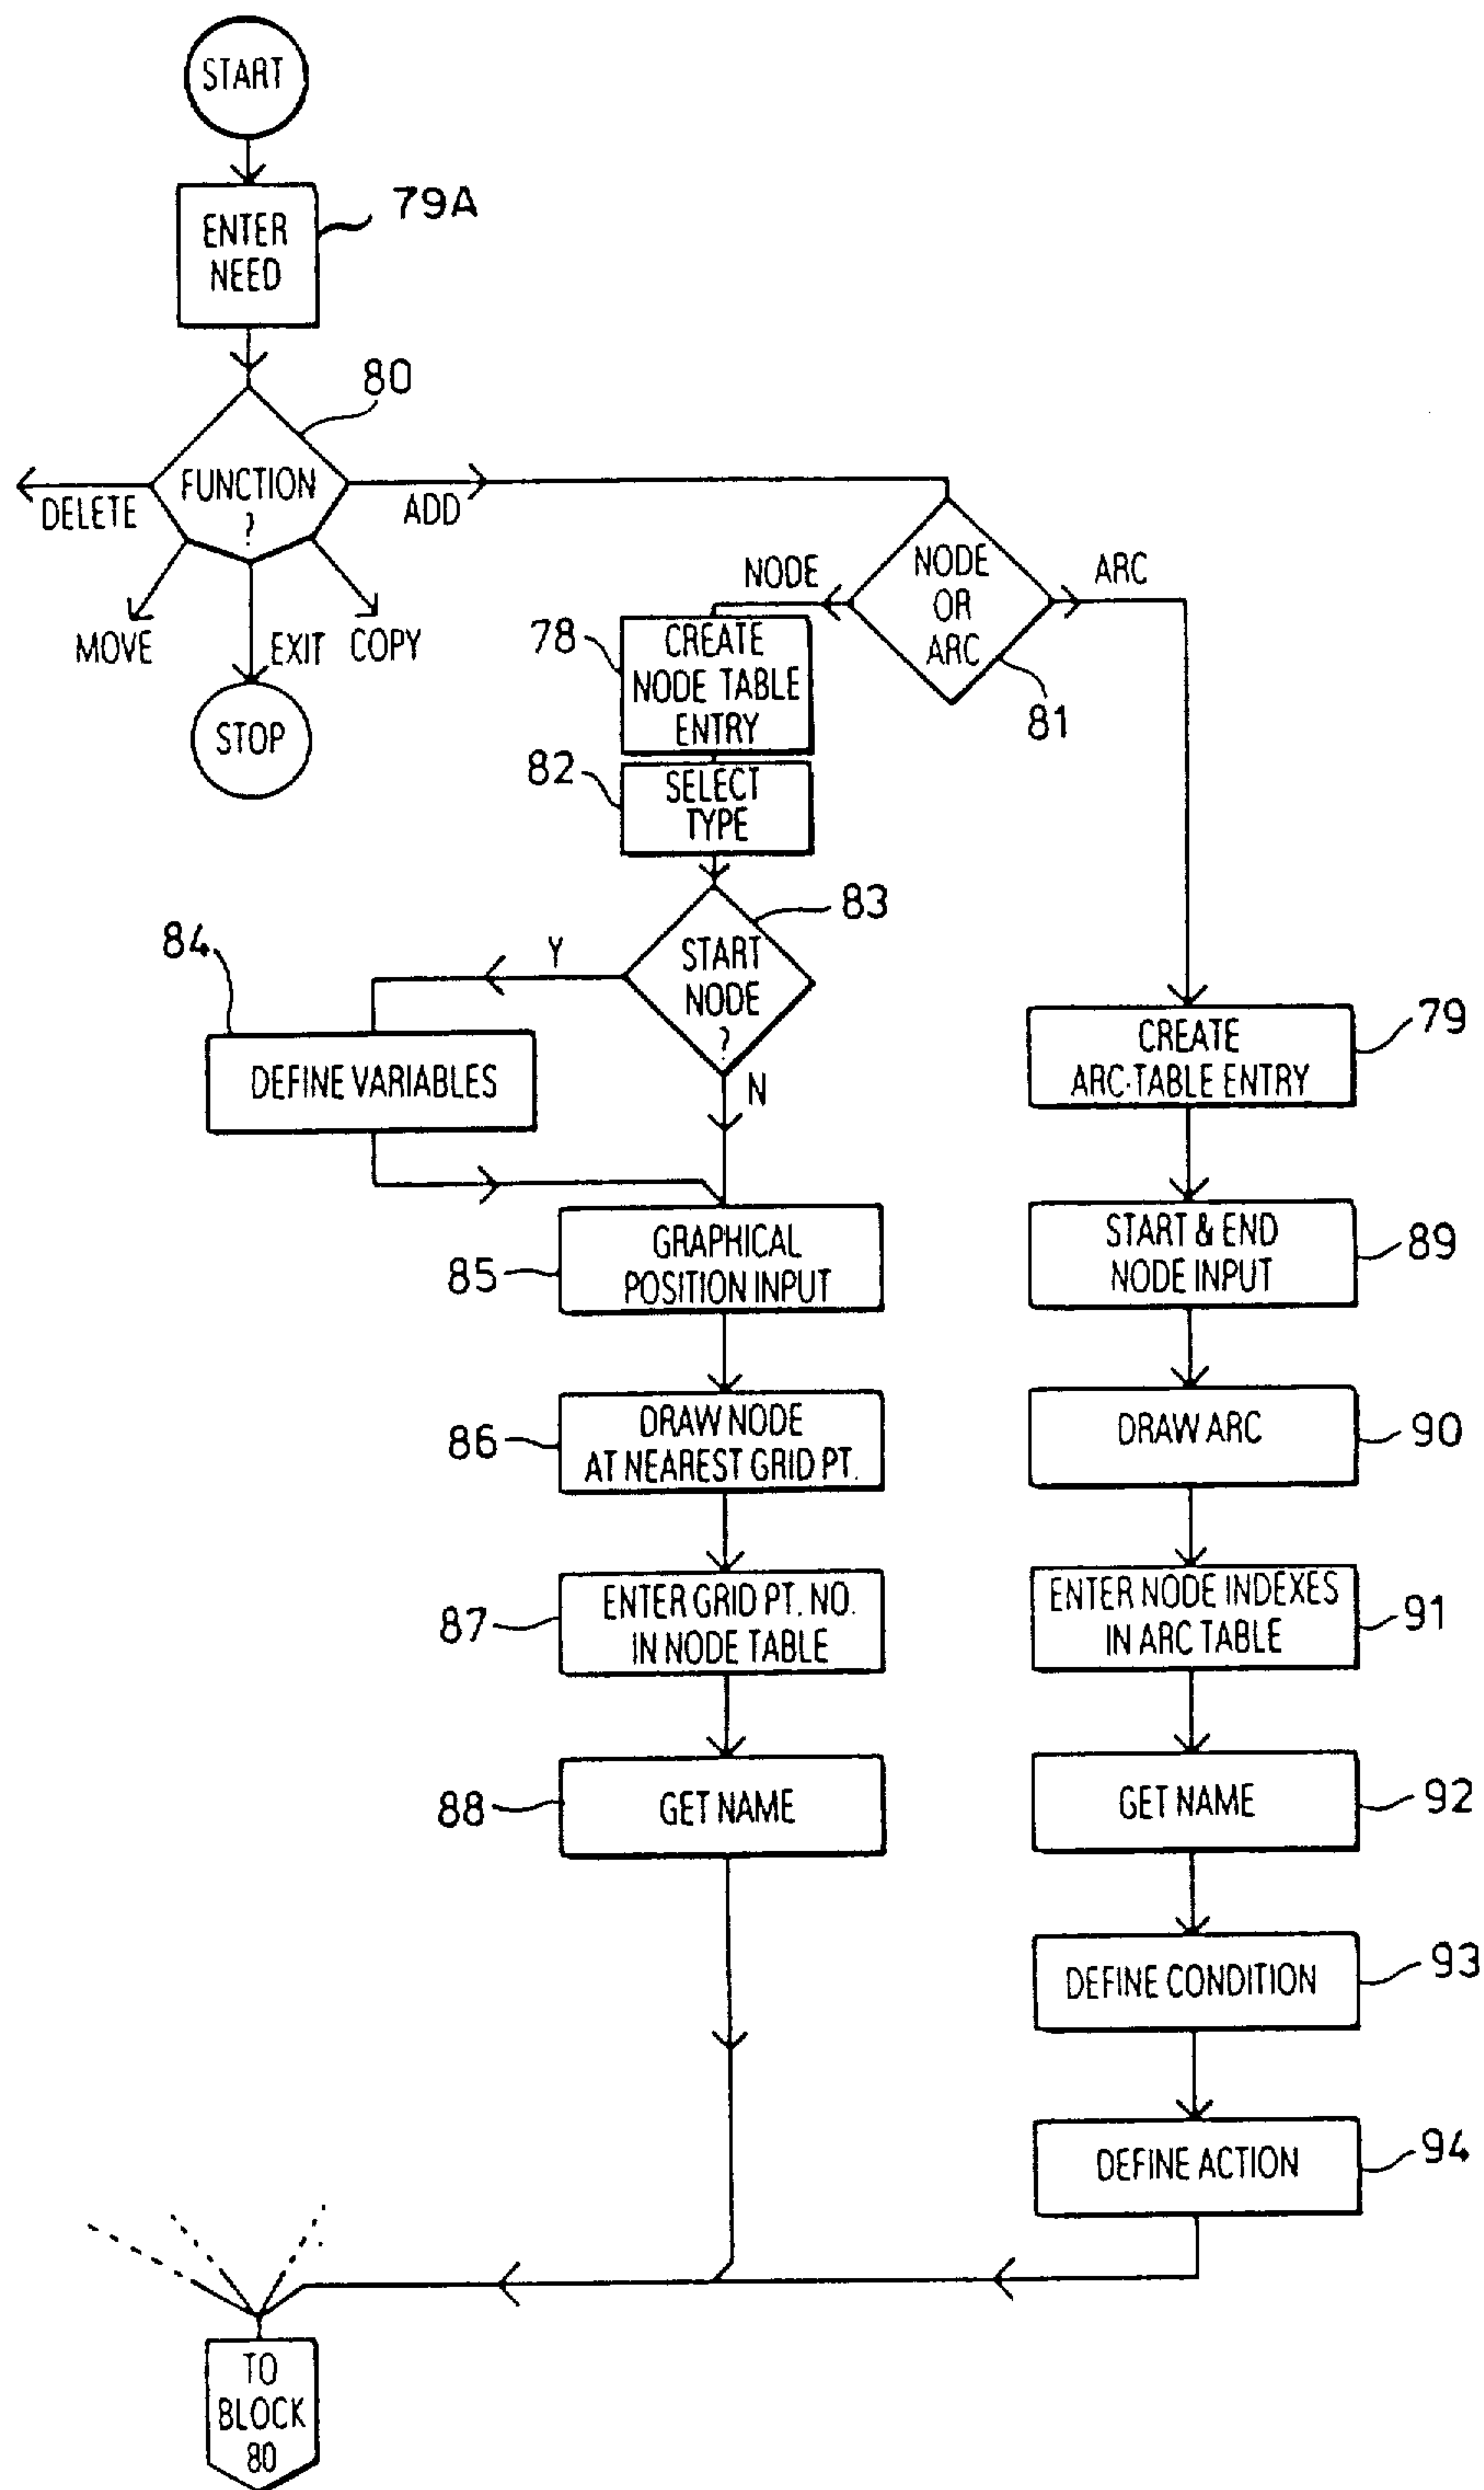 START
79A
ENTER
NEED
80
FUNCTION
?
DELETE
ADD
MOVE
EXIT
COPY
STOP
NODE
OR
ARC
81
NODE
ARC
78
CREATE
NODE TABLE
ENTRY
82
SELECT
TYPE
83
START
NODE
?
Y
N
84
DEFINE VARIABLES
85
GRAPHICAL
POSITION INPUT
86
DRAW NODE
AT NEAREST GRID PT.
87
ENTER GRID PT. NO.
IN NODE TABLE
88
GET NAME
79
CREATE
ARC-TABLE ENTRY
89
START & END
NODE INPUT
90
DRAW ARC
91
ENTER NODE INDEXES
IN ARC TABLE
92
GET NAME
93
DEFINE CONDITION
94
DEFINE ACTION
TO
BLOCK
80